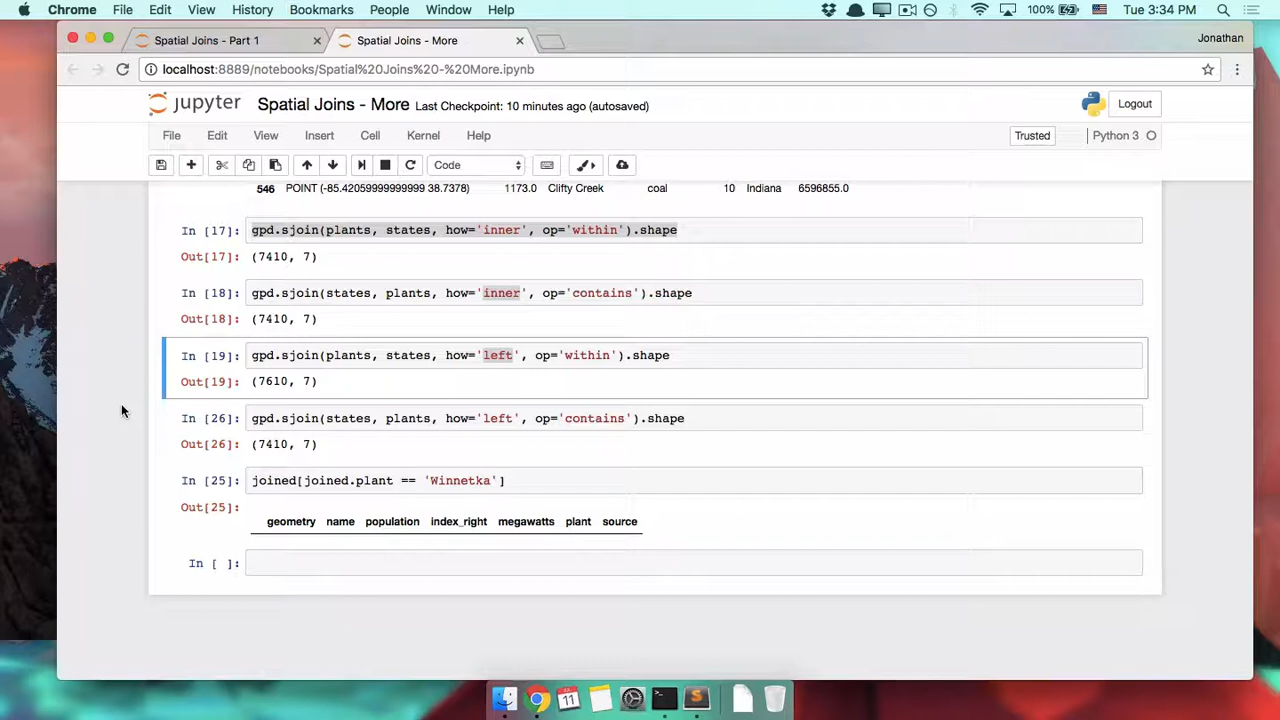 Chrome File Edit View History Bookmarks People Window Help 100% Tue 3:34 PM
Spatial Joins - Part 1 Spatial Joins - More Jonathan
localhost:8889/notebooks/Spatial%20Joins%20-%20More.ipynb
jupyter Spatial Joins - More Last Checkpoint: 10 minutes ago (autosaved) Logout
File Edit View Insert Cell Kernel Help Trusted Python 3
Code
546 POINT (-85.42059999999999 38.7378) 1173.0 Clifty Creek coal 10 Indiana 6596855.0
In [17]: gpd.sjoin(plants, states, how='inner', op='within').shape
Out[17]: (7410, 7)
In [18]: gpd.sjoin(states, plants, how='inner', op='contains').shape
Out[18]: (7410, 7)
In [19]: gpd.sjoin(plants, states, how='left', op='within').shape
Out[19]: (7610, 7)
In [26]: gpd.sjoin(states, plants, how='left', op='contains').shape
Out[26]: (7410, 7)
In [25]: joined[joined.plant == 'Winnetka']
Out[25]:
geometry name population index_right megawatts plant source
In [ ]: